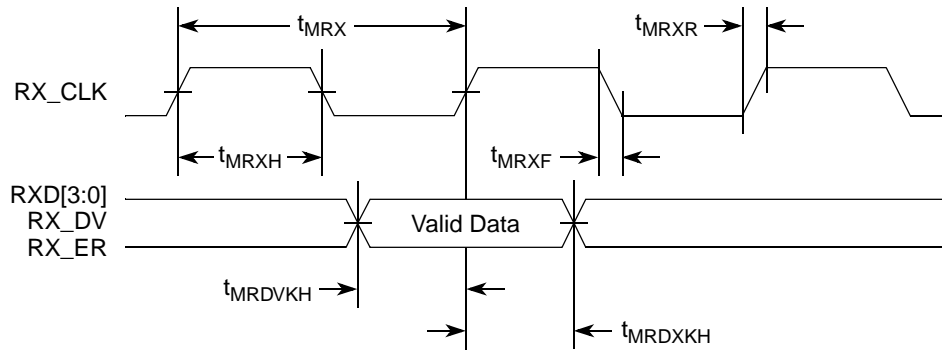 tMRX
tMRXR
RX_CLK
tMRXH
tMRXF
RXD[3:0]
RX_DV
Valid Data
RX_ER
tMRDVKH
tMRDXKH